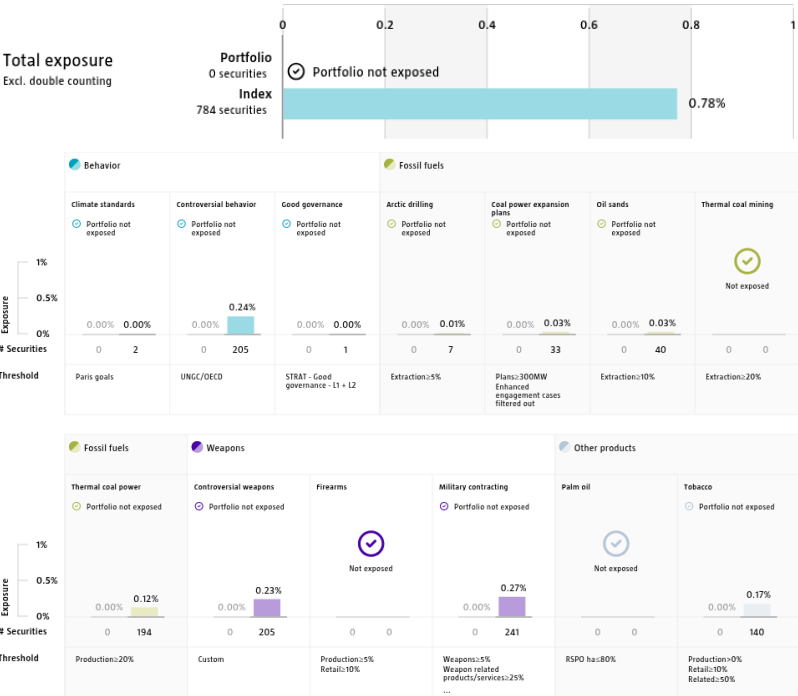 0 0.2 0.4 0.6 0.8 1
Total exposure
Excl. double counting
Portfolio
0 securities
Portfolio not exposed
Index
784 securities
0.78%
Behavior
Fossil fuels
Climate standards
Controversial behavior
Good governance
Arctic drilling
Coal power expansion
plans
Oil sands
Thermal coal mining
Portfolio not
exposed
Portfolio not
exposed
Portfolio not
exposed
Portfolio not
exposed
Portfolio not
exposed
Portfolio not
exposed
Not exposed
Exposure
1%
0.5%
0%
0.00% 0.00%
0.00% 0.24%
0.00% 0.00%
0.00% 0.01%
0.00% 0.03%
0.00% 0.03%
# Securities
0 2
0 205
0 1
0 7
0 33
0 40
0 0
Threshold
Paris goals
UNGC/OECD
STRAT - Good
governance - L1 + L2
Extraction≥5%
Plans≥300MW
Enhanced
engagement cases
filtered out
Extraction≥10%
Extraction≥20%
Fossil fuels
Weapons
Other products
Thermal coal power
Controversial weapons
Firearms
Military contracting
Palm oil
Tobacco
Portfolio not exposed
Portfolio not exposed
Not exposed
Portfolio not exposed
Not exposed
Portfolio not exposed
Exposure
1%
0.5%
0%
0.00% 0.12%
0.00% 0.23%
0.00% 0.27%
0.00% 0.17%
# Securities
0 194
0 205
0 0
0 241
0 0
0 140
Threshold
Production≥20%
Custom
Production≥5%
Retail≥10%
Weapons≥5%
Weapon related
products/services≥25%
...
RSPO ha≤80%
Production>0%
Retail≥10%
Related≥50%